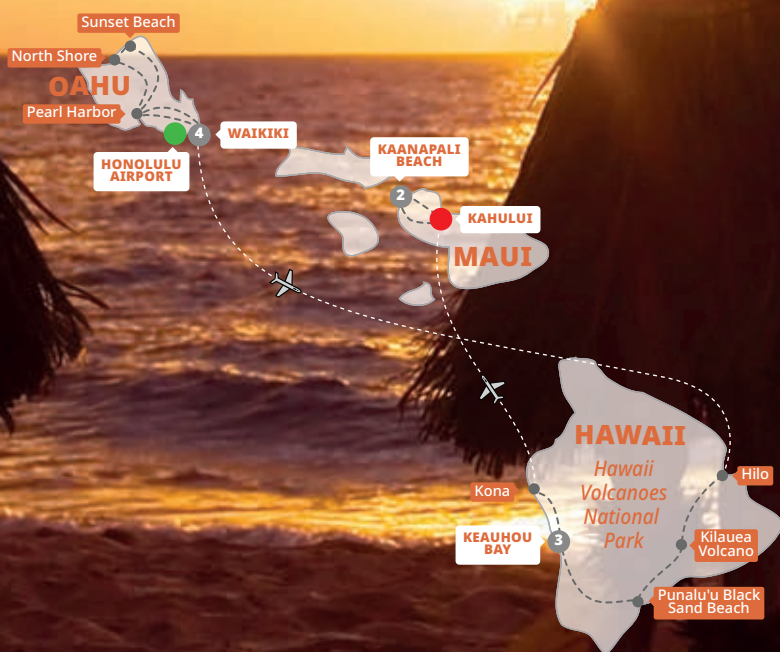 Sunset Beach
North Shore
OAHU
Pearl Harbor
4
WAIKIKI
HONOLULU
AIRPORT
KAANAPALI
BEACH
2
KAHULUI
MAUI
HAWAII
Hawaii
Volcanoes
National
Park
Hilo
Kona
KEAUHOU
BAY
3
Kilauea
Volcano
Punalu'u Black
Sand Beach